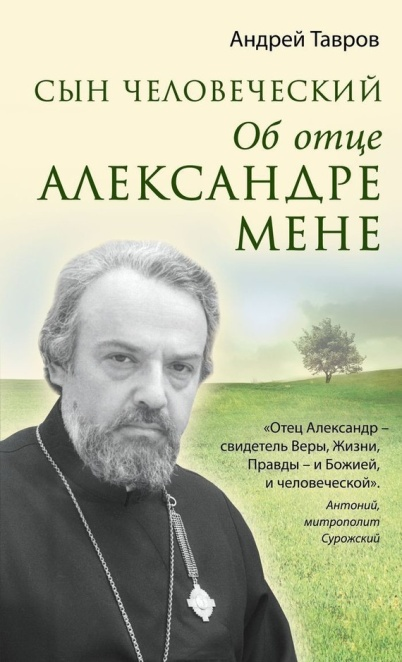 Андрей Тавров
СЫН ЧЕЛОВЕЧЕСКИЙ
Об отце
АЛЕКСАНДРЕ
МЕНЕ
«Отец Александр –
свидетель Веры, Жизни,
Правды – и Божией,
и человеческой».
Антоний,
митрополит
Сурожский